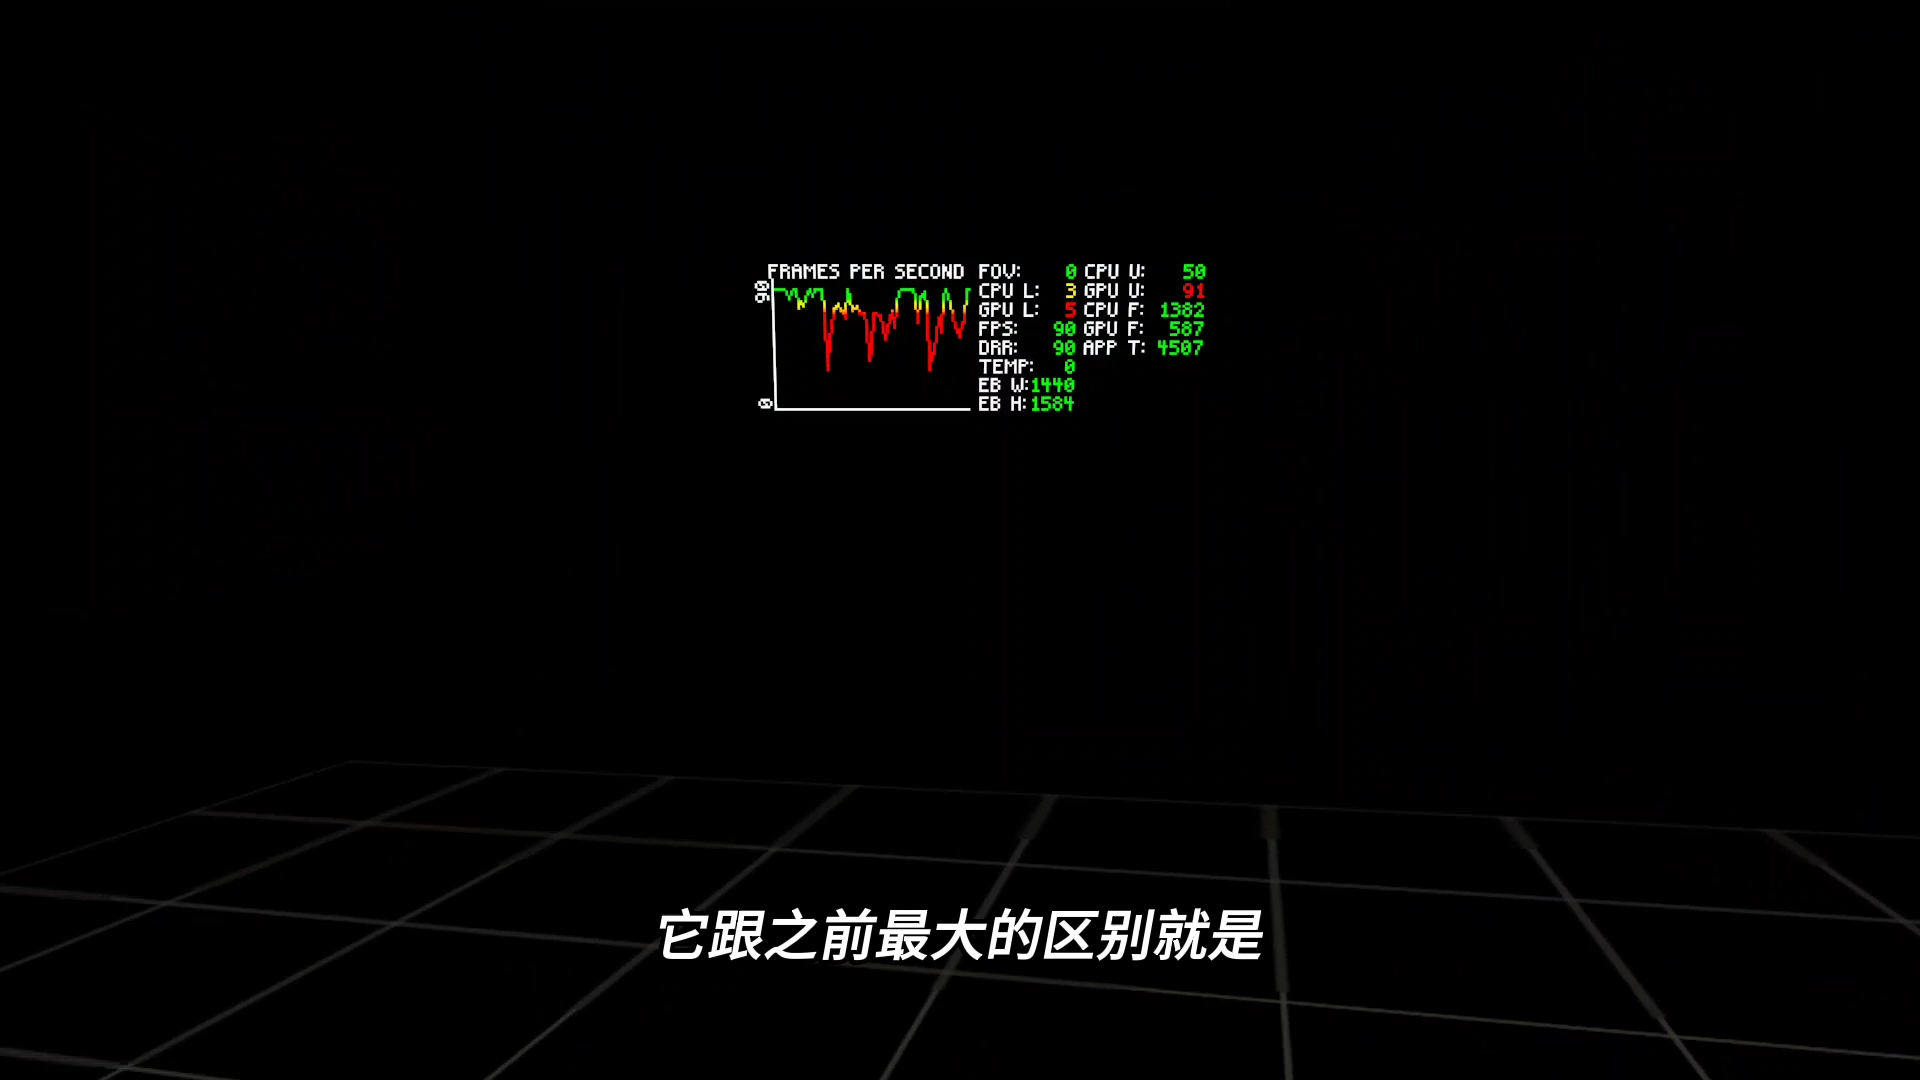 FRAMES PER SECOND
90
0
FOV: 0 CPU U: 50
CPU L: 3 GPU U: 91
GPU L: 5 CPU F: 1382
FPS: 90 GPU F: 587
DRR: 90 APP T: 4507
TEMP: 0
EB W:1440
EB H:1584
它跟之前最大的区别就是